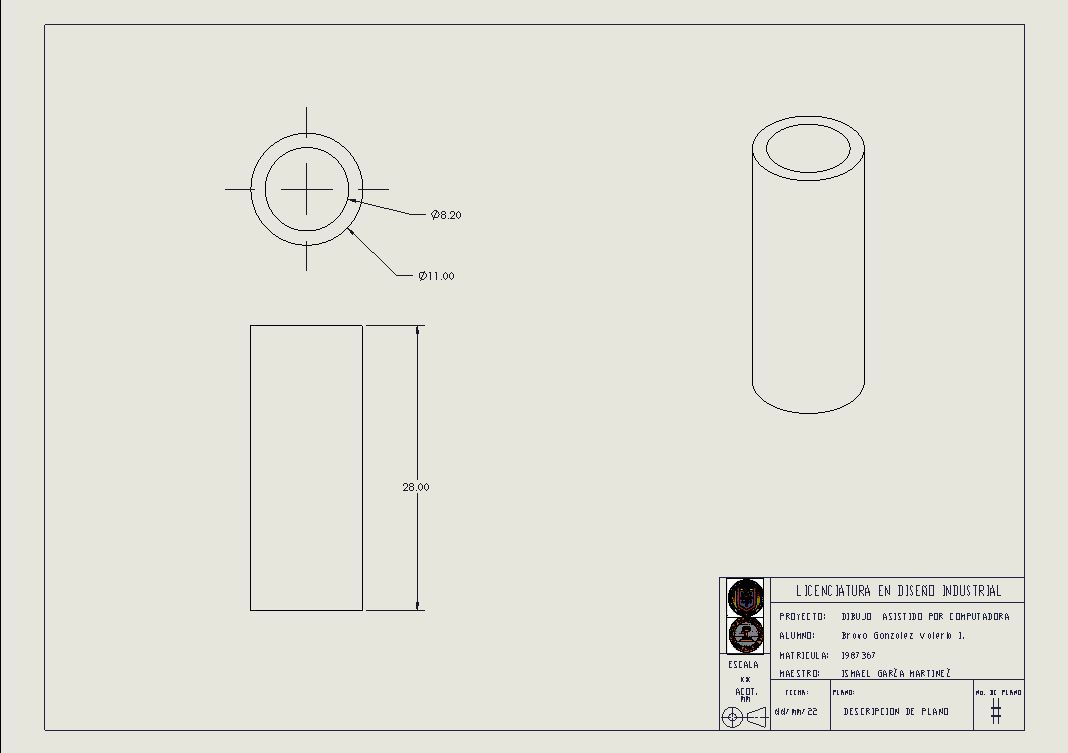 Ø8.20
Ø11.00
28.00
LICENCIATURA EN DISEÑO INDUSTRIAL
PROYECTO: DIBUJO ASISTIDO POR COMPUTADORA
ALUMNO: Bravo Gonzalez Valeria I.
MATRICULA: 1987367
MAESTRO: ISMAEL GARZA MARTINEZ
ESCALA
XX
ACOT.
MM
FECHA:
dd/mm/22
PLANO:
DESCRIPCION DE PLANO
No. DE PLANO
#